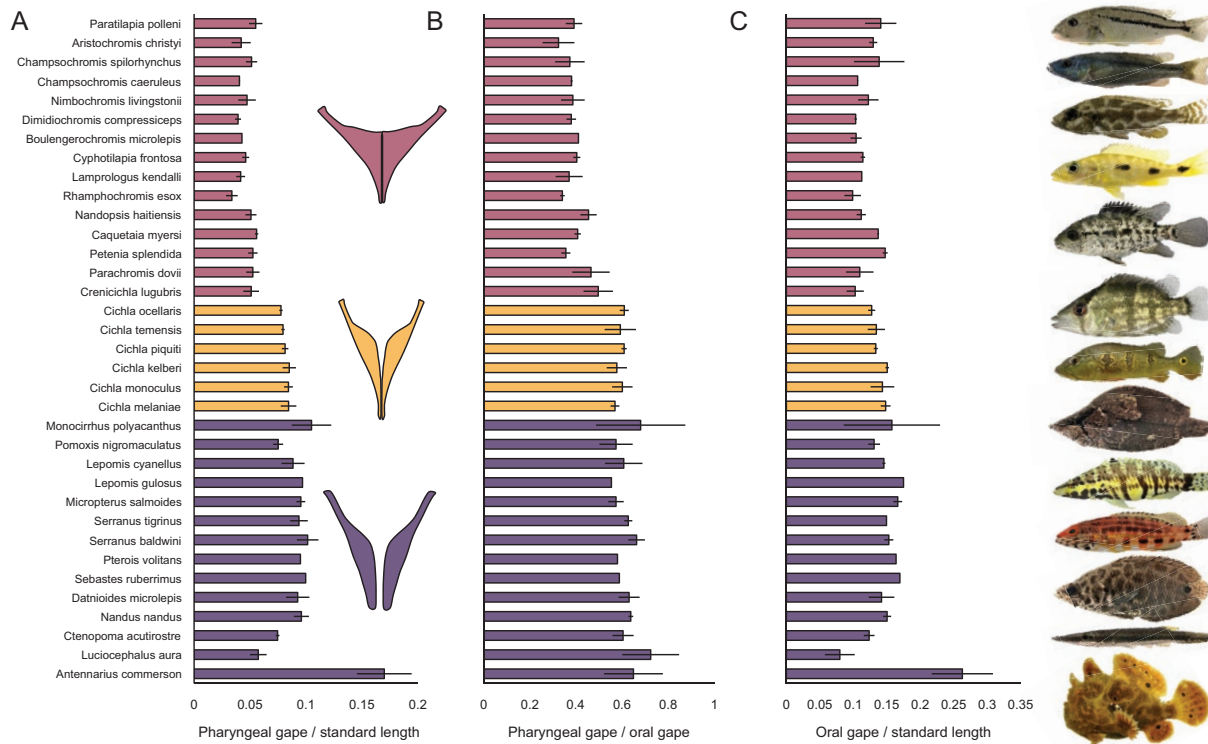 A
B
C
Paratilapia polleni
Aristochromis christyi
Champsochromis spilorhynchus
Champsochromis caeruleus
Nimbochromis livingstonii
Dimidiochromis compressiceps
Boulengerochromis microlepis
Cyphotilapia frontosa
Lamprologus kendalli
Rhamphochromis esox
Nandopsis haitiensis
Caquetaia myersi
Petenia splendida
Parachromis dovii
Crenicichla lugubris
Cichla ocellaris
Cichla temensis
Cichla piquiti
Cichla kelberi
Cichla monoculus
Cichla melaniae
Monocirrhus polyacanthus
Pomoxis nigromaculatus
Lepomis cyanellus
Lepomis gulosus
Micropterus salmoides
Serranus tigrinus
Serranus baldwini
Pterois volitans
Sebastes ruberrimus
Datnioides microlepis
Nandus nandus
Ctenopoma acutirostre
Luciocephalus aura
Antennarius commerson
0 0.05 0.1 0.15 0.2
Pharyngeal gape / standard length
0 0.2 0.4 0.6 0.8 1
Pharyngeal gape / oral gape
0 0.05 0.1 0.15 0.2 0.25 0.3 0.35
Oral gape / standard length